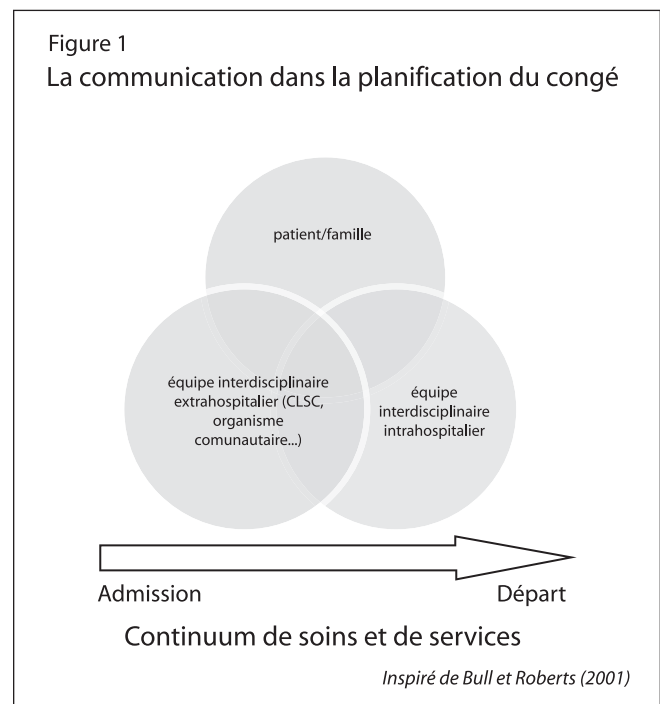 Figure 1
La communication dans la planification du congé
patient/famille
équipe interdisciplinaire
extrahospitalier (CLSC,
organisme
comunautaire...)
équipe
interdisciplinaire
intrahospitalier
Admission
Départ
Continuum de soins et de services
Inspiré de Bull et Roberts (2001)